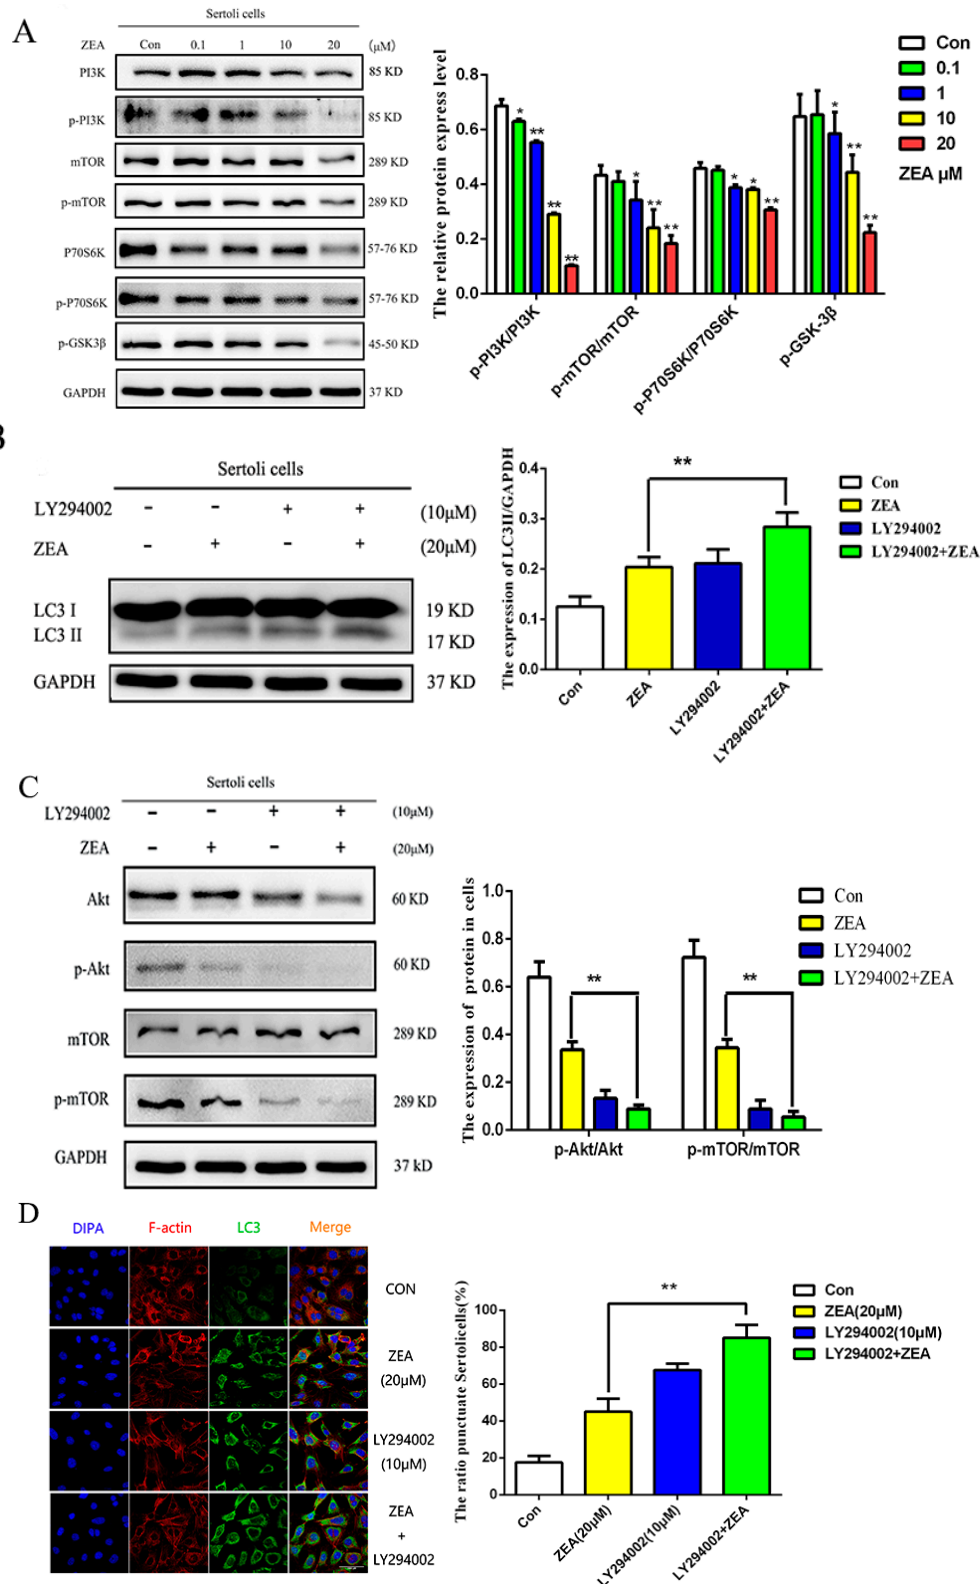 A
Sertoli cells
ZEA Con 0.1 1 10 20 (μM)
PI3K 85 KD
p-PI3K 85 KD
mTOR 289 KD
p-mTOR 289 KD
P70S6K 57-76 KD
p-P70S6K 57-76 KD
p-GSK3β 45-50 KD
GAPDH 37 KD
The relative protein express level
0.8
0.6
0.4
0.2
0.0
* ** ** **
* ** **
* * **
* ** **
p-PI3K/PI3K
p-mTOR/mTOR
p-P70S6K/P70S6K
p-GSK-3β
Con
0.1
1
10
20
ZEA μM
B
Sertoli cells
LY294002 - - + + (10μM)
ZEA - + - + (20μM)
LC3 I 19 KD
LC3 II 17 KD
GAPDH 37 KD
The expression of LC3II/GAPDH
0.4
0.3
0.2
0.1
0.0
**
Con
ZEA
LY294002
LY294002+ZEA
Con
ZEA
LY294002
LY294002+ZEA
C
Sertoli cells
LY294002 - - + + (10μM)
ZEA - + - + (20μM)
Akt 60 KD
p-Akt 60 KD
mTOR 289 KD
p-mTOR 289 KD
GAPDH 37 kD
The expression of protein in cells
1.0
0.8
0.6
0.4
0.2
0.0
** **
p-Akt/Akt p-mTOR/mTOR
Con
ZEA
LY294002
LY294002+ZEA
D
DIPA F-actin LC3 Merge
CON
ZEA
(20μM)
LY294002
(10μM)
ZEA
+
LY294002
The ratio punctuate Sertolicells(%)
100
80
60
40
20
0
**
Con
ZEA(20μM)
LY294002(10μM)
LY294002+ZEA
Con
ZEA(20μM)
LY294002(10μM)
LY294002+ZEA